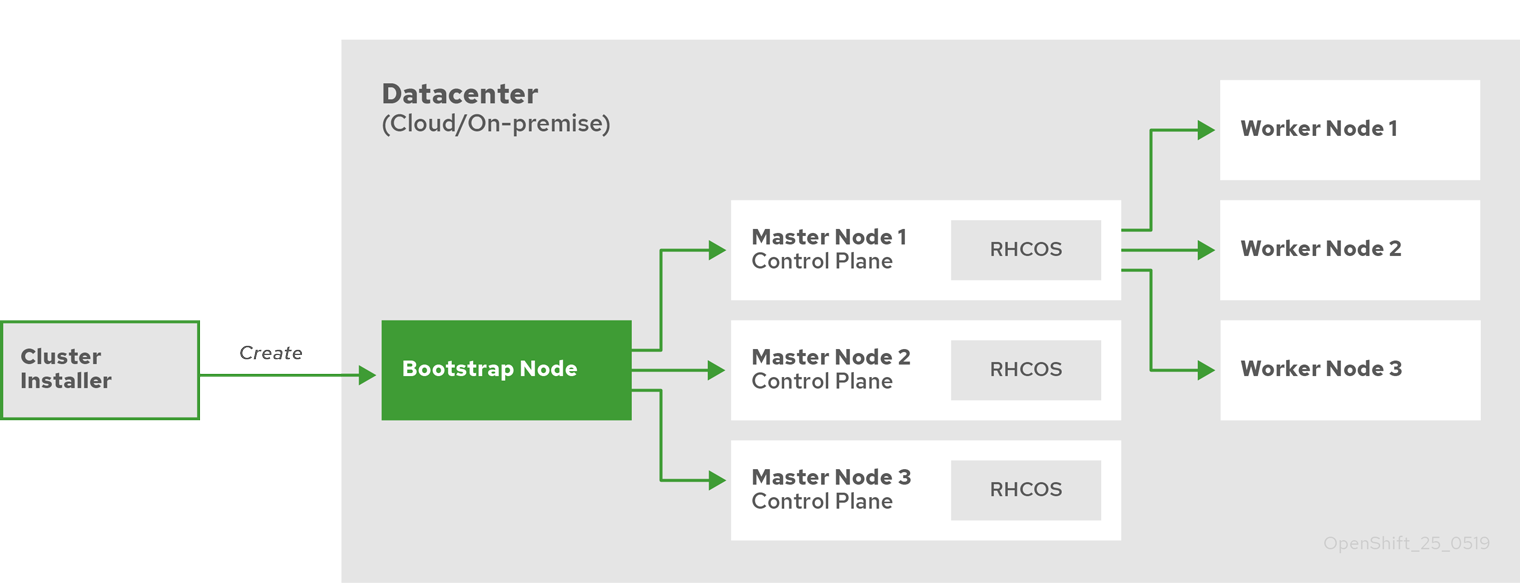 Datacenter
(Cloud/On-premise)
Cluster
Installer
Create
Bootstrap Node
Master Node 1
Control Plane
RHCOS
Master Node 2
Control Plane
RHCOS
Master Node 3
Control Plane
RHCOS
Worker Node 1
Worker Node 2
Worker Node 3
OpenShift_25_0519